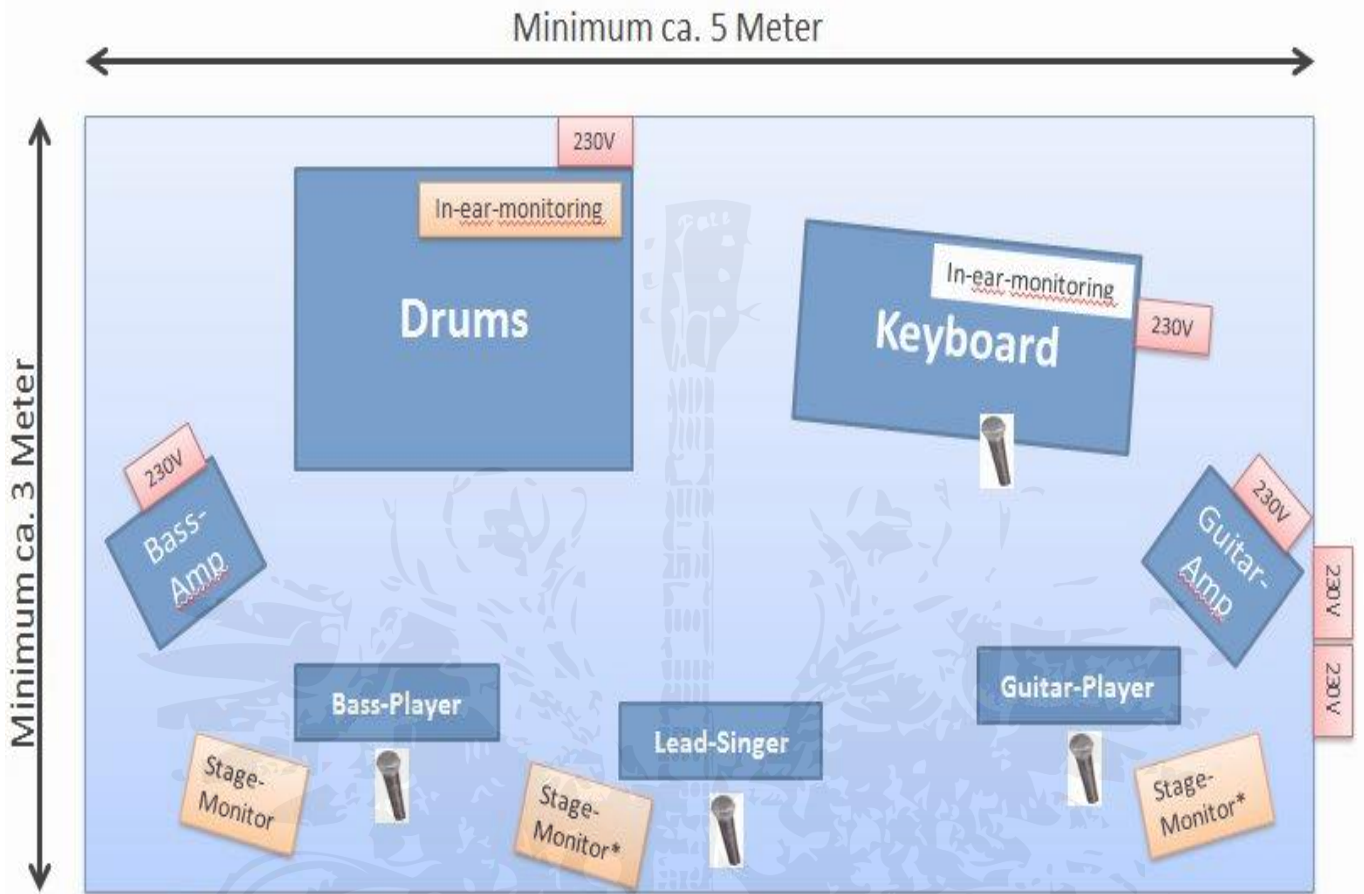 Minimum ca. 5 Meter
Minimum ca. 3 Meter
230V
In-ear-monitoring
Drums
In-ear-monitoring
Keyboard
230V
230V
Bass-
Amp
230V
Guitar-
Amp
230V
230V
Bass-Player
Lead-Singer
Guitar-Player
Stage-
Monitor
Stage-
Monitor*
Stage-
Monitor*